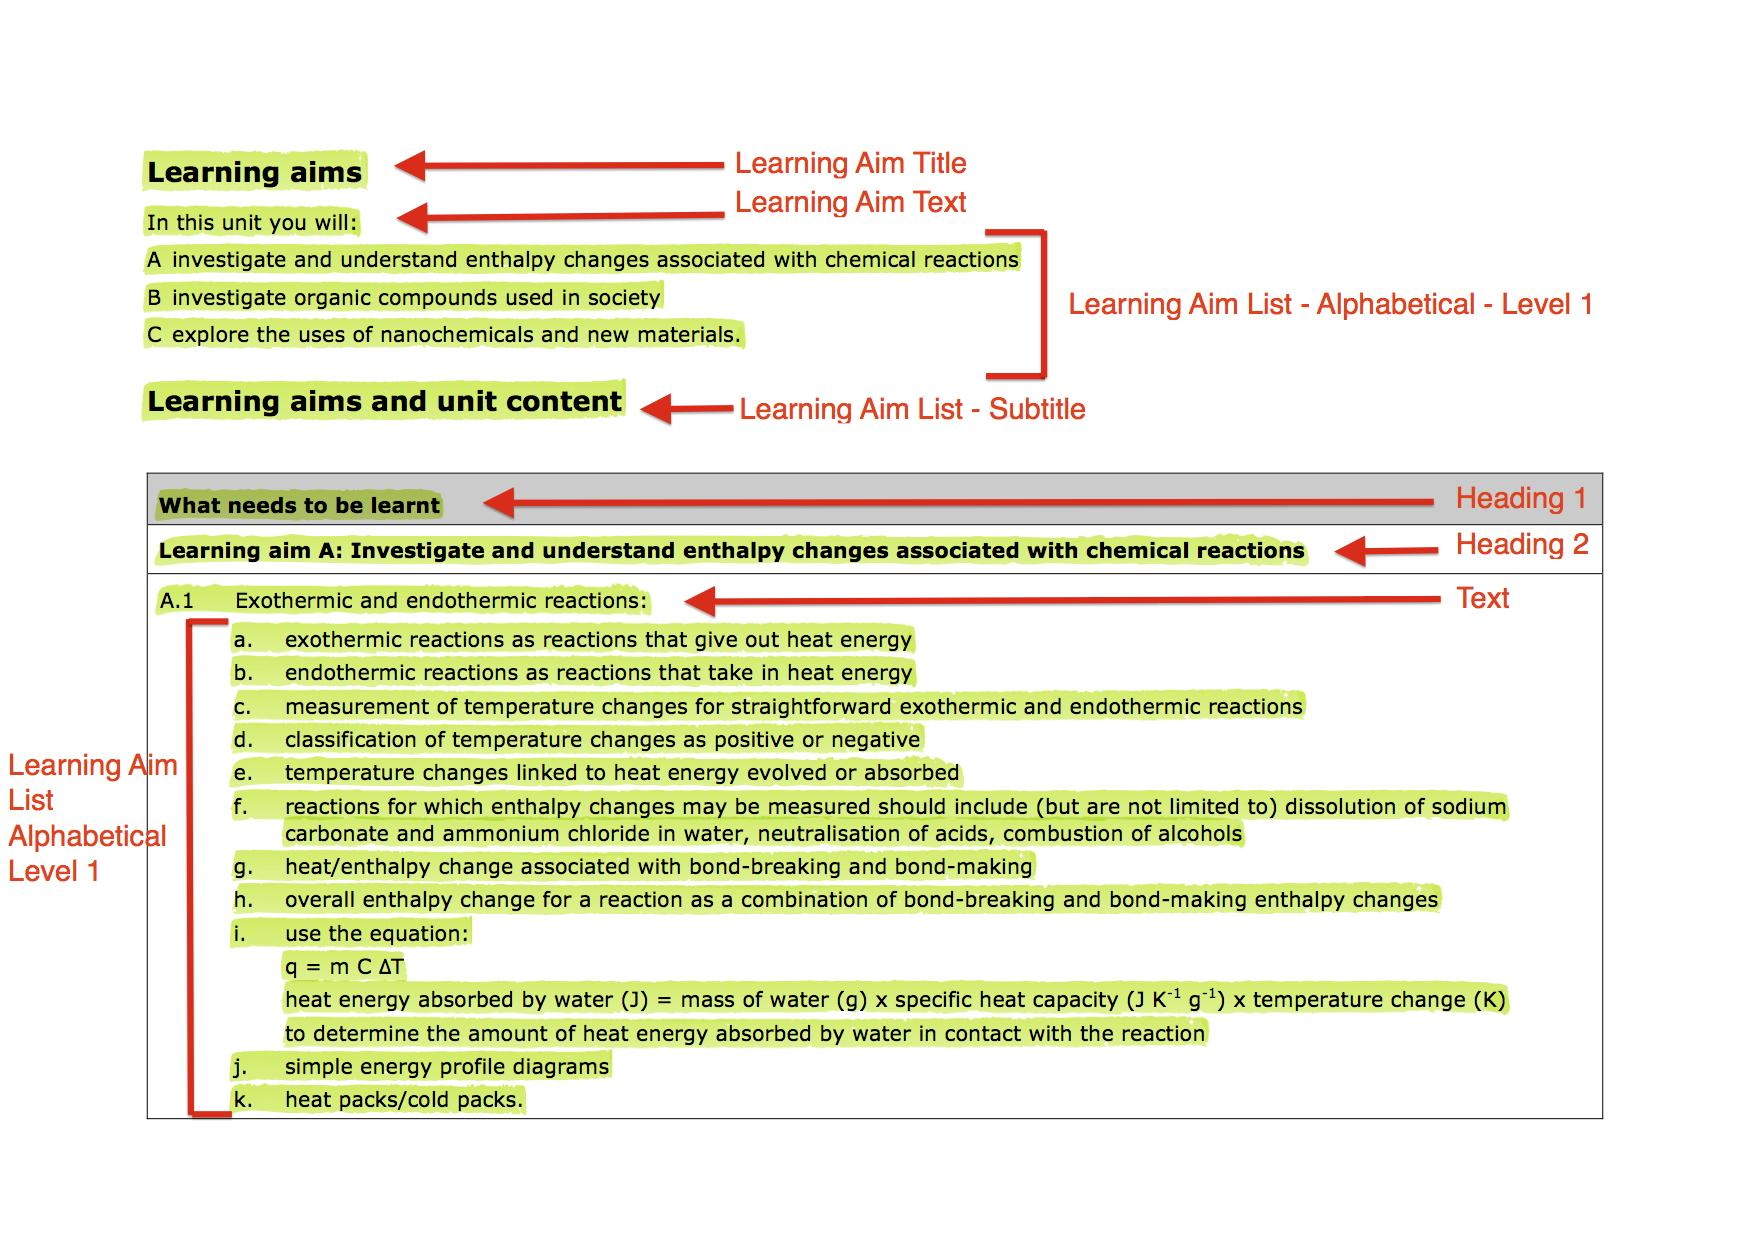 Learning aims
Learning Aim Title
In this unit you will:
Learning Aim Text
A investigate and understand enthalpy changes associated with chemical reactions
B investigate organic compounds used in society
C explore the uses of nanochemicals and new materials.
Learning Aim List - Alphabetical - Level 1
Learning aims and unit content
Learning Aim List - Subtitle
What needs to be learnt
Heading 1
Learning aim A: Investigate and understand enthalpy changes associated with chemical reactions
Heading 2
A.1 Exothermic and endothermic reactions:
Text
a. exothermic reactions as reactions that give out heat energy
b. endothermic reactions as reactions that take in heat energy
c. measurement of temperature changes for straightforward exothermic and endothermic reactions
d. classification of temperature changes as positive or negative
e. temperature changes linked to heat energy evolved or absorbed
f. reactions for which enthalpy changes may be measured should include (but are not limited to) dissolution of sodium
carbonate and ammonium chloride in water, neutralisation of acids, combustion of alcohols
g. heat/enthalpy change associated with bond-breaking and bond-making
h. overall enthalpy change for a reaction as a combination of bond-breaking and bond-making enthalpy changes
i. use the equation:
q = m C ΔT
heat energy absorbed by water (J) = mass of water (g) x specific heat capacity (J K⁻¹ g⁻¹) x temperature change (K)
to determine the amount of heat energy absorbed by water in contact with the reaction
j. simple energy profile diagrams
k. heat packs/cold packs.
Learning Aim
List
Alphabetical
Level 1